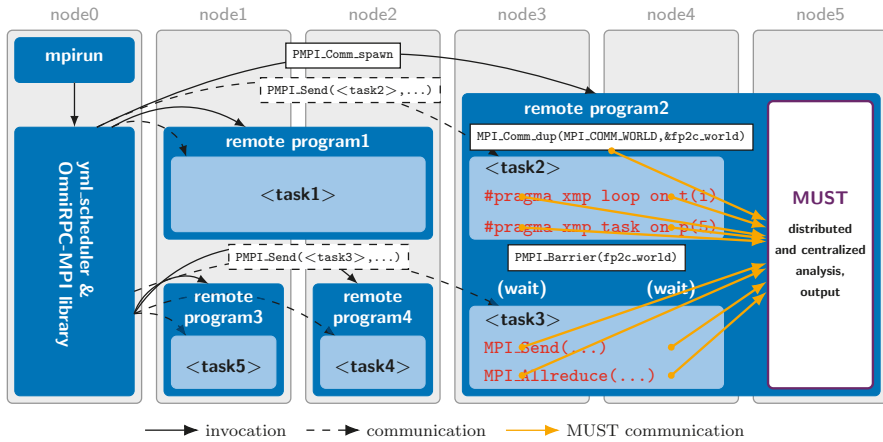 node0
node1
node2
node3
node4
node5
mpirun
PMPI_Comm_spawn
PMPI_Send(<task2>,...)
yml_scheduler &
OmniRPC-MPI library
remote program1
<task1>
remote program2
MPI_Comm_dup(MPI_COMM_WORLD,&fp2c_world)
<task2>
#pragma xmp loop on t(i)
#pragma xmp task on p(5)
PMPI_Barrier(fp2c_world)
PMPI_Send(<task3>,...)
(wait)
(wait)
remote
program3
<task5>
remote
program4
<task4>
<task3>
MPI_Send(...)
MPI_Allreduce(...)
MUST
distributed
and centralized
analysis,
output
invocation
communication
MUST communication